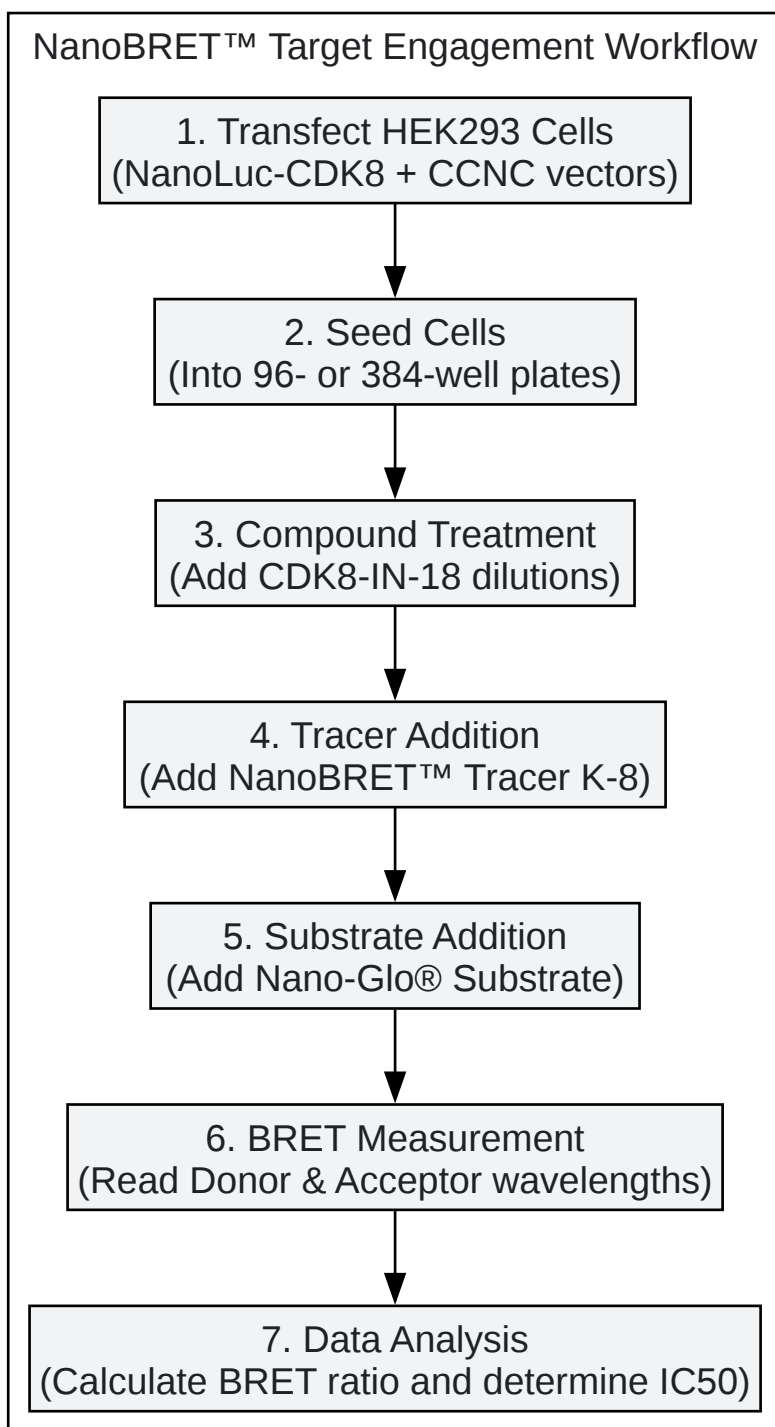 NanoBRET™ Target Engagement Workflow
1. Transfect HEK293 Cells
(NanoLuc-CDK8 + CCNC vectors)
2. Seed Cells
(Into 96- or 384-well plates)
3. Compound Treatment
(Add CDK8-IN-18 dilutions)
4. Tracer Addition
(Add NanoBRET™ Tracer K-8)
5. Substrate Addition
(Add Nano-Glo® Substrate)
6. BRET Measurement
(Read Donor & Acceptor wavelengths)
7. Data Analysis
(Calculate BRET ratio and determine IC50)